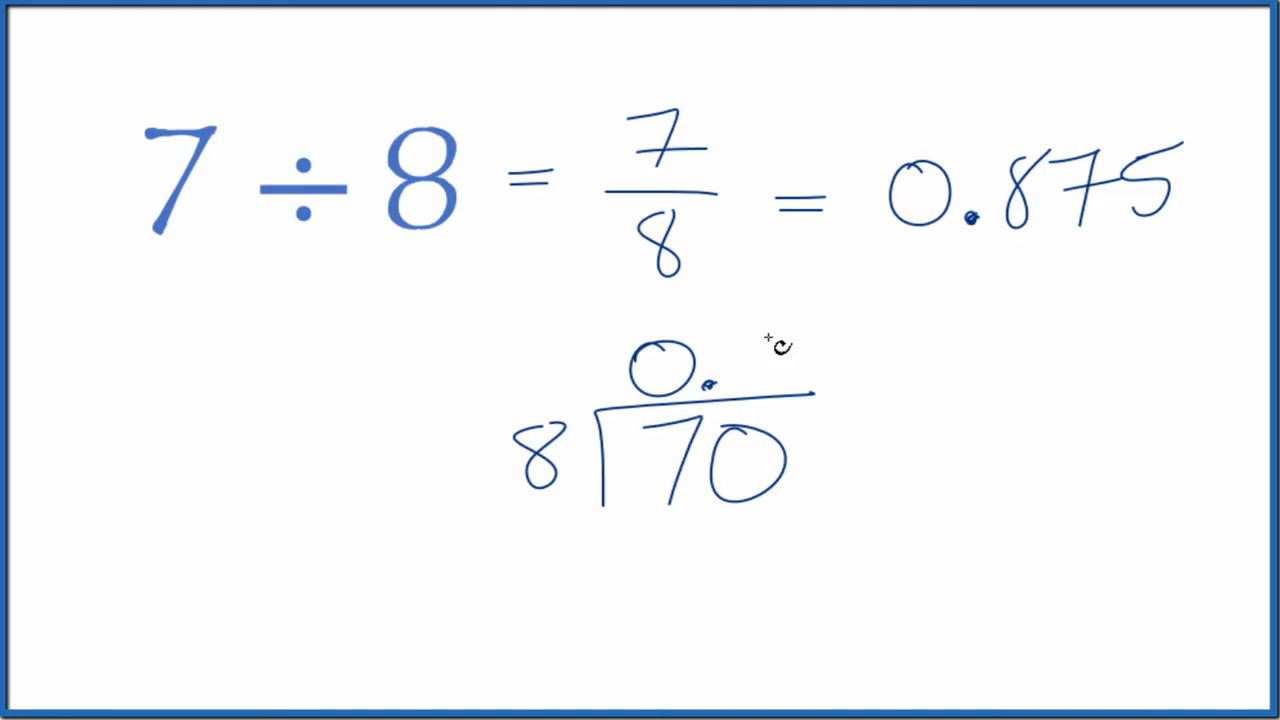 7 ÷ 8 = 7/8 = 0.875
0.
8 70